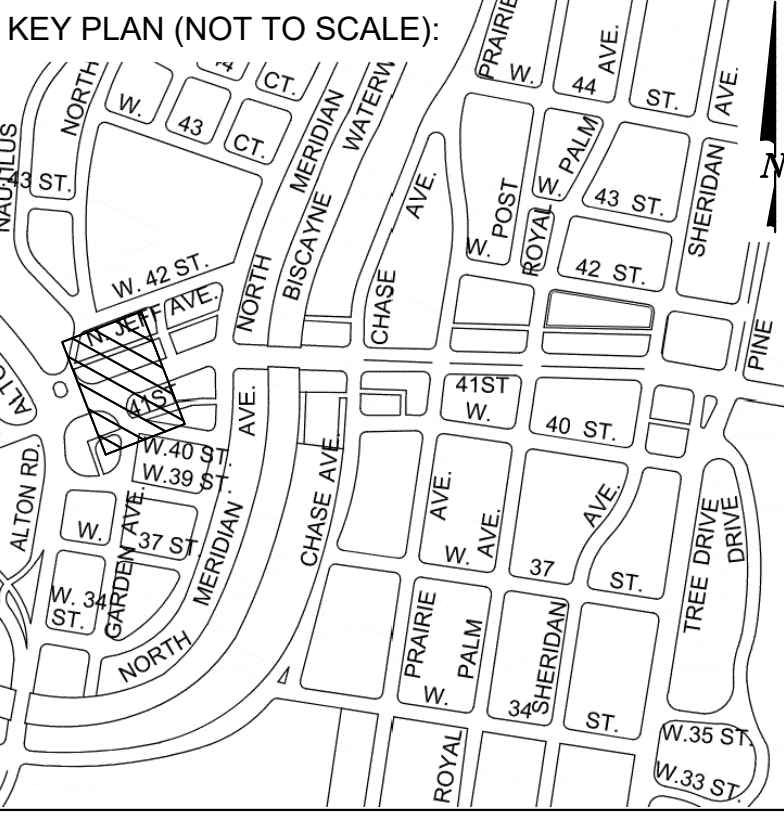 KEY PLAN (NOT TO SCALE):
PRAIRIE
W.
44
ST.
AVE.
AVE.
44
CT.
NORTH
W.
43
CT.
MERIDIAN
WATERW
BISCAYNE
NORTH
NAUTILUS
43 ST.
W. 42 ST.
N. JEFF AVE.
CHASE
AVE.
W.
POST
ROYAL
PALM
W.
43 ST.
42 ST.
SHERIDAN
N
PINE
ALTO
41ST
41ST
W.
40 ST.
W.40 ST.
W.39 ST.
AVE.
ALTON RD.
W.
37 ST.
GARDEN AVE.
MERIDIAN
NORTH
W. 34
ST.
CHASE AVE.
AVE.
AVE.
W.
37
AVE.
ST.
TREE DRIVE
DRIVE
PRAIRIE
PALM
SHERIDAN
W.
34
ST.
ROYAL
W.35 ST.
W.33 ST.